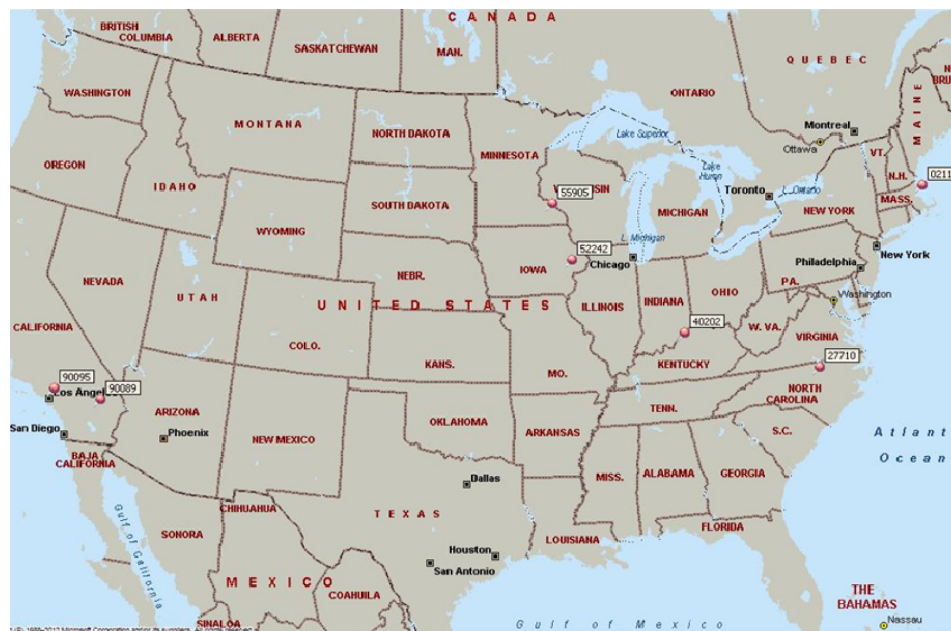 CANADA
BRITISH
COLUMBIA
ALBERTA
SASKATCHEWAN
MAN.
ONTARIO
QUEBEC
MAINE
WASHINGTON
MONTANA
NORTH DAKOTA
MINNESOTA
Lake Superior
Montreal
Ottawa
VT.
N.H.
OREGON
IDAHO
SOUTH DAKOTA
55905
Lake
Huron
Toronto
L. Ontario
MASS.
MICHIGAN
NEW YORK
WYOMING
L. Michigan
52242
Chicago
New York
NEVADA
NEBR.
IOWA
PA.
Philadelphia
UTAH
UNITED STATES
ILLINOIS
INDIANA
OHIO
Washington
CALIFORNIA
COLO.
40202
W. VA.
VIRGINIA
KANS.
MO.
KENTUCKY
27710
90095
90089
NORTH
CAROLINA
ARIZONA
OKLAHOMA
TENN.
San Diego
Phoenix
NEW MEXICO
ARKANSAS
S.C.
BAJA
CALIFORNIA
Dallas
MISS.
ALABAMA
GEORGIA
Ocean
CHIHUAHUA
TEXAS
SONORA
FLORIDA
Gulf of California
LOUISIANA
Houston
San Antonio
MEXICO
COAHUILA
THE
BAHAMAS
SINALOA
Gulf of Mexico
Nassau